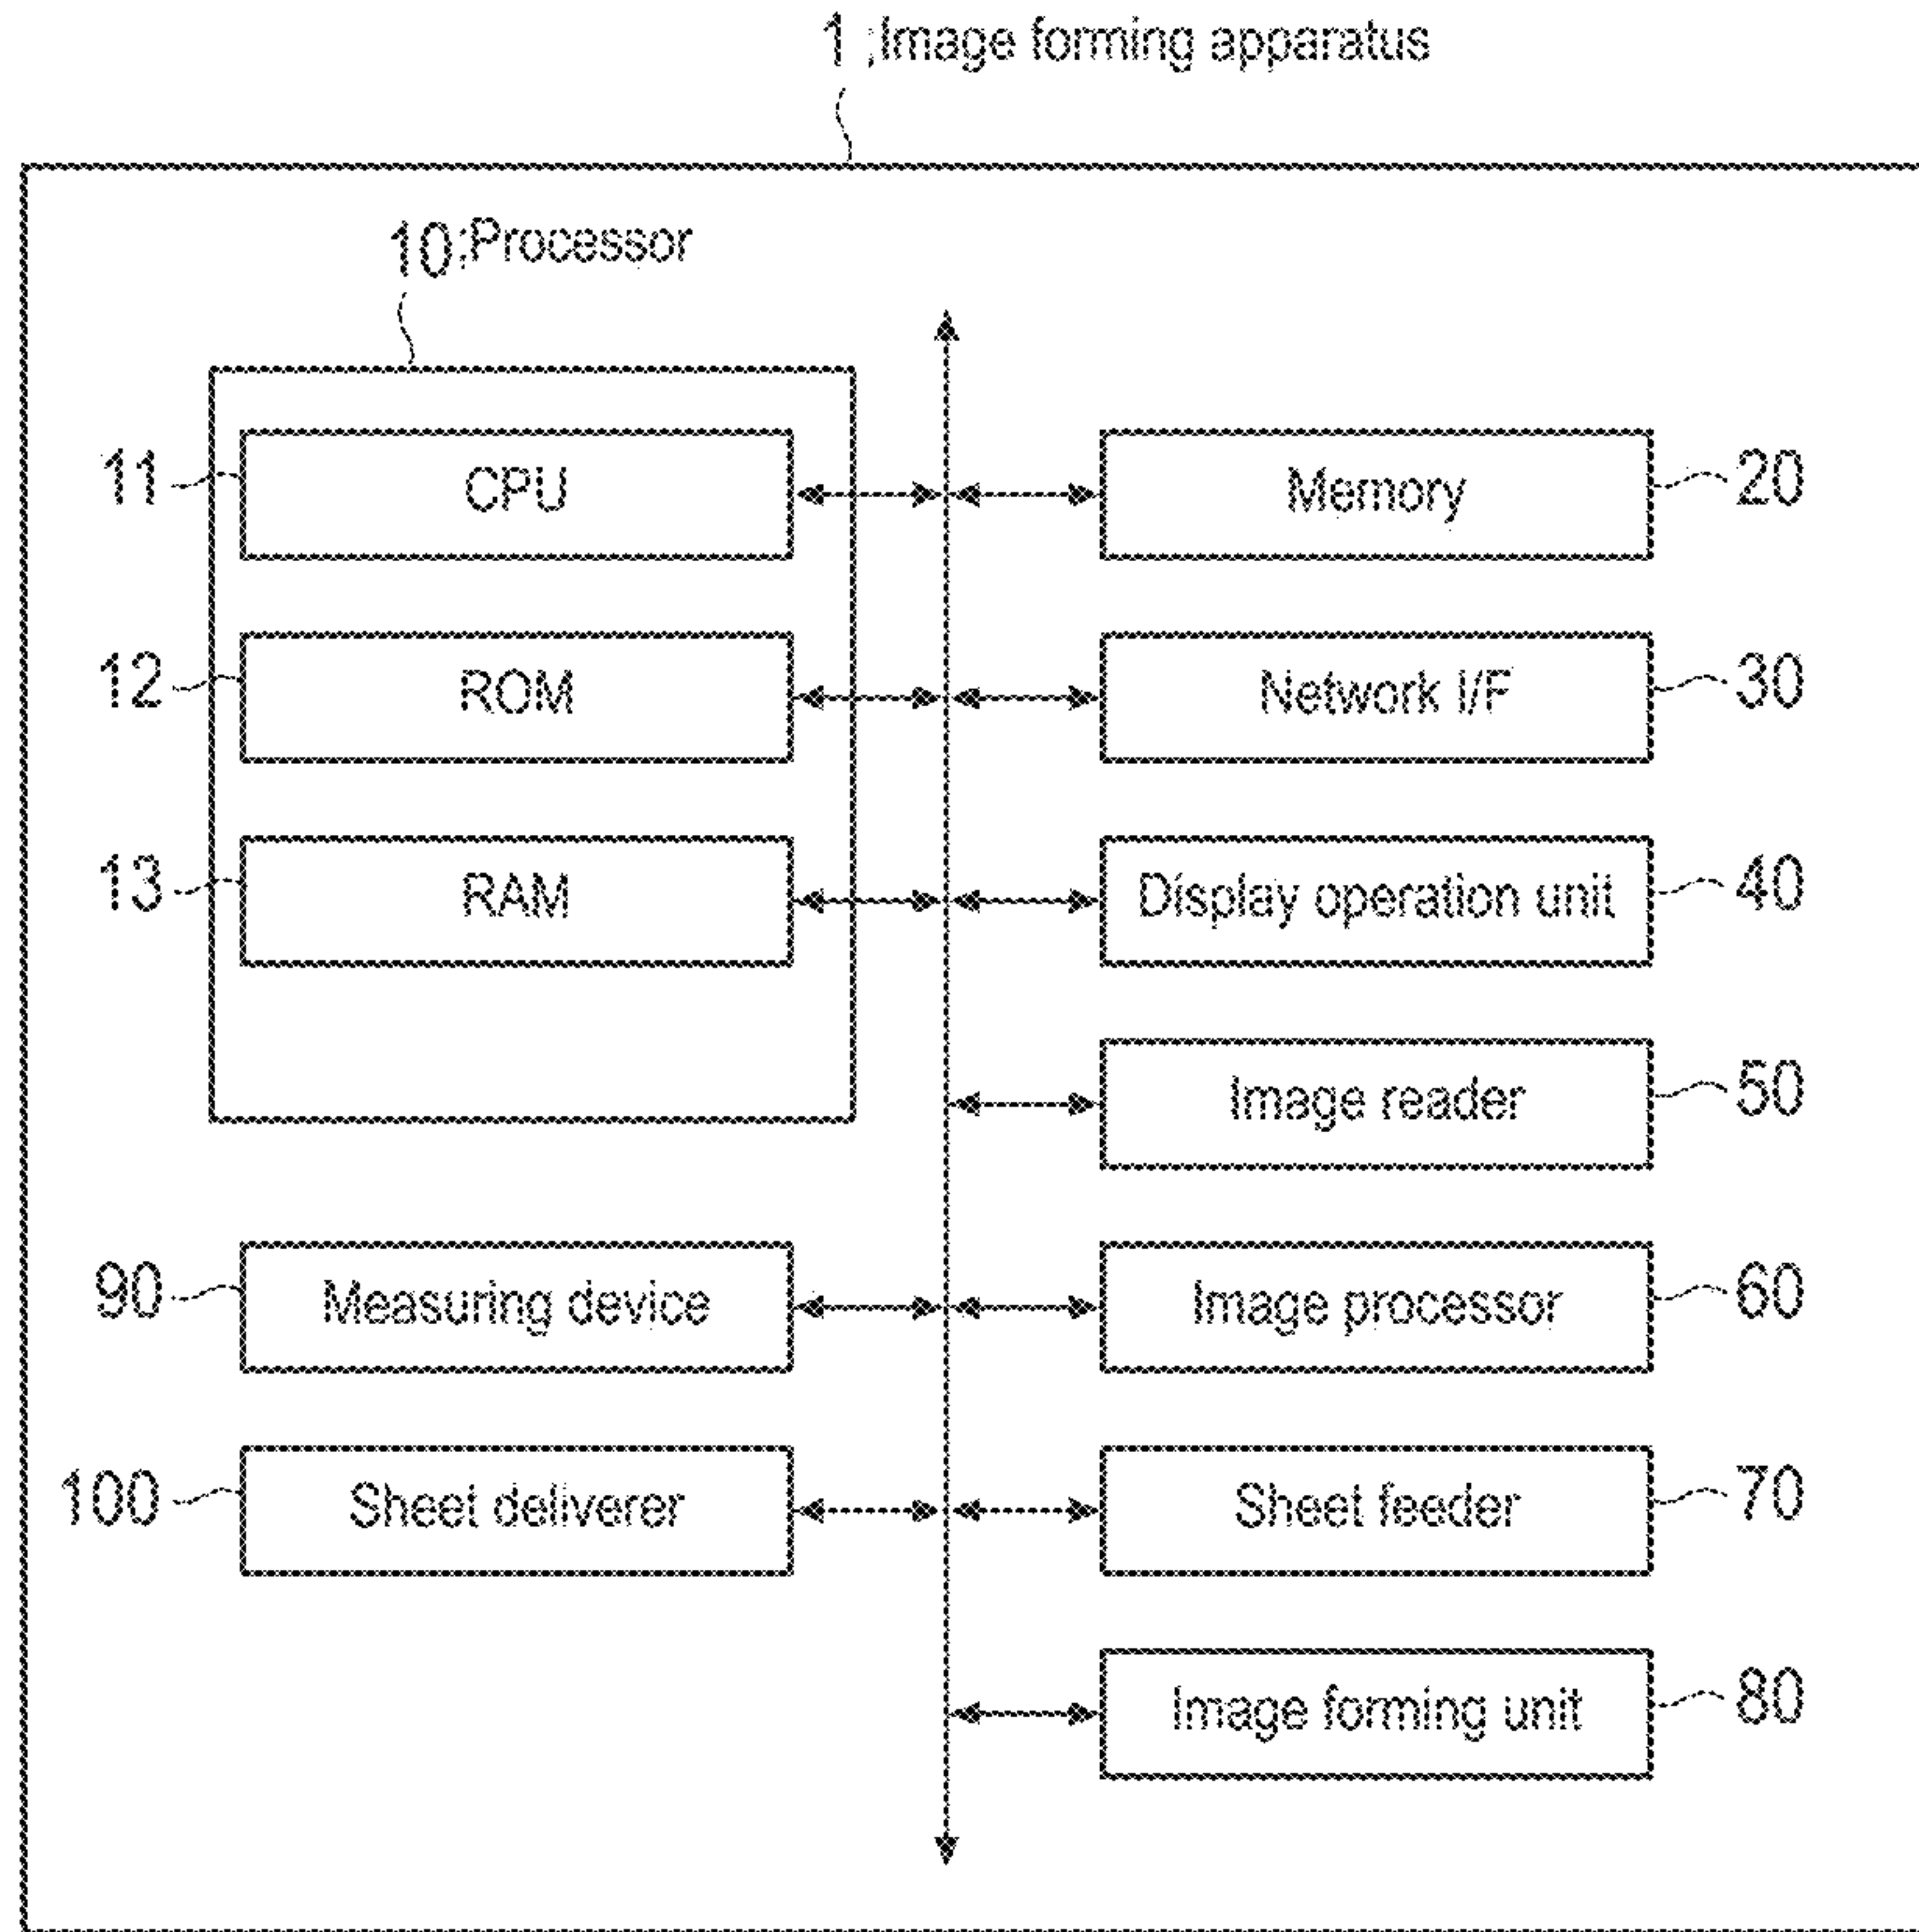 1 ;Image forming apparatus
10;Processor
11 CPU
Memory 20
12 ROM
Network I/F 30
13 RAM
Display operation unit 40
Image reader 50
90 Measuring device
Image processor 60
100 Sheet deliverer
Sheet feeder 70
Image forming unit 80